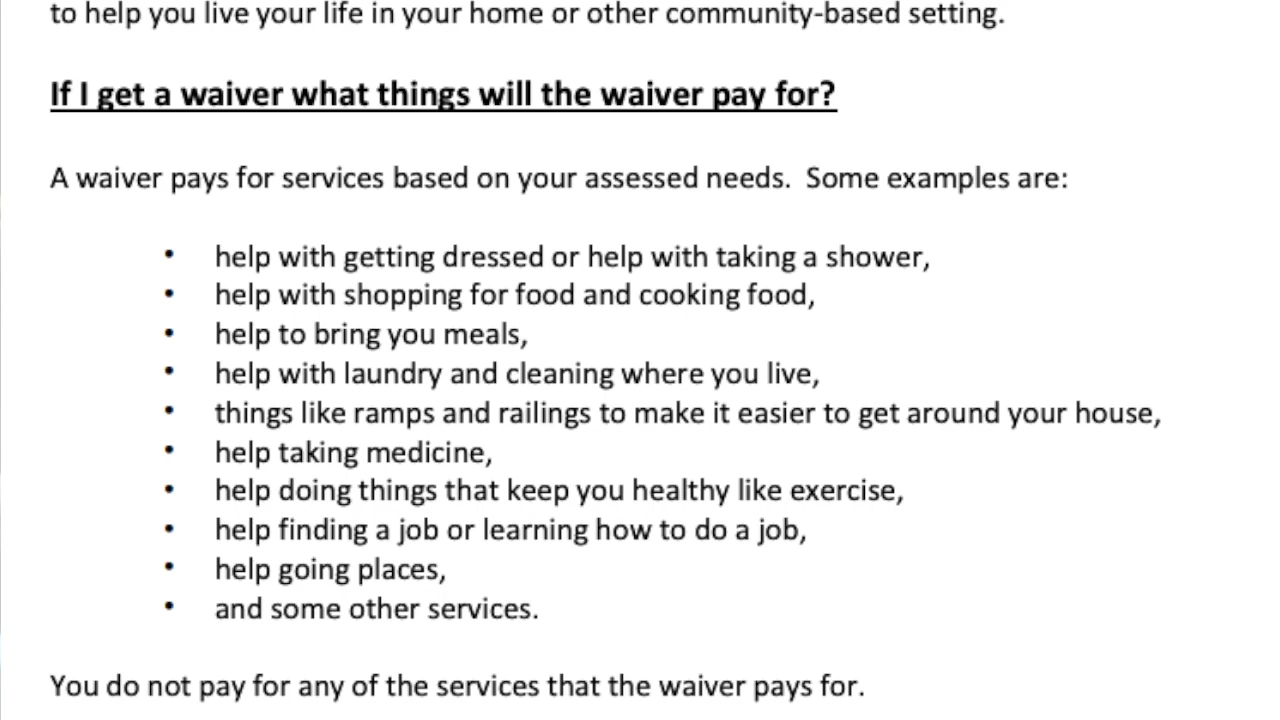 to help you live your life in your home or other community-based setting.
If I get a waiver what things will the waiver pay for?
A waiver pays for services based on your assessed needs.  Some examples are:
• help with getting dressed or help with taking a shower,
• help with shopping for food and cooking food,
• help to bring you meals,
• help with laundry and cleaning where you live,
• things like ramps and railings to make it easier to get around your house,
• help taking medicine,
• help doing things that keep you healthy like exercise,
• help finding a job or learning how to do a job,
• help going places,
• and some other services.
You do not pay for any of the services that the waiver pays for.